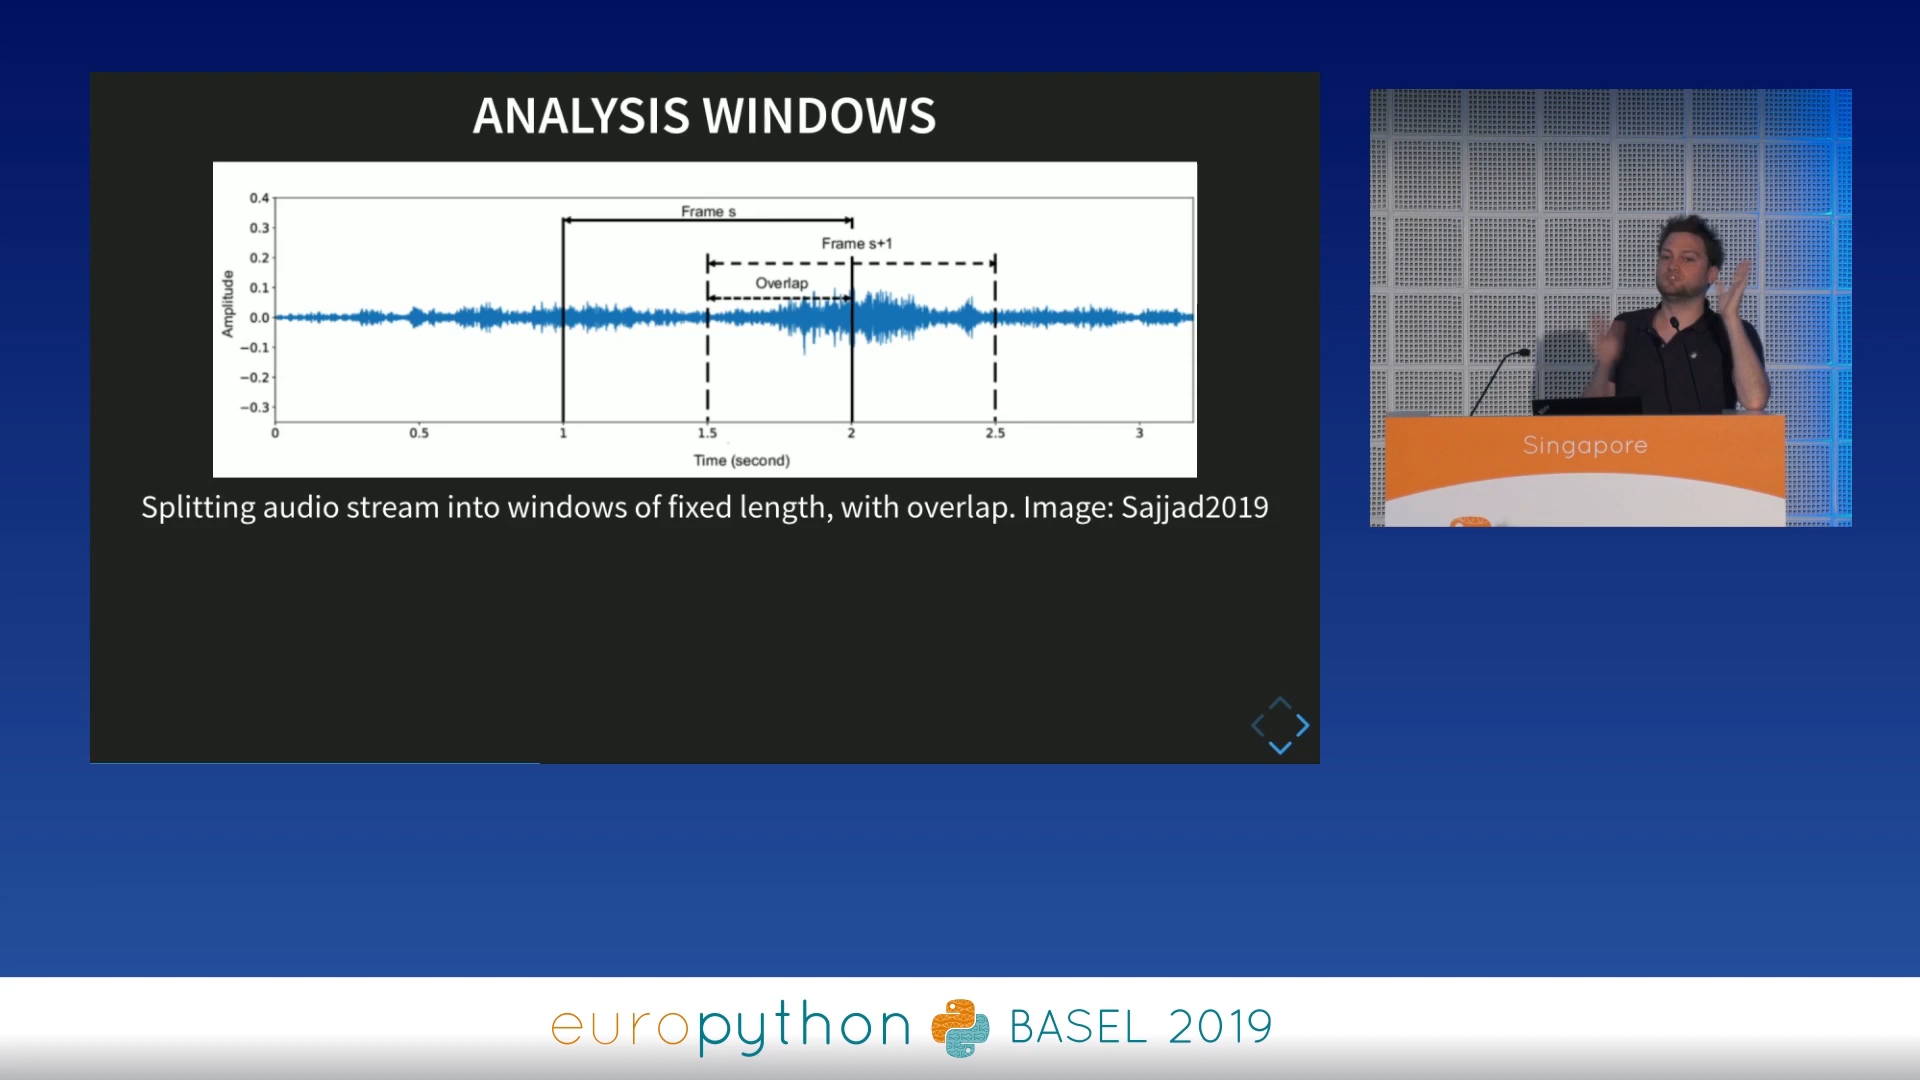 ANALYSIS WINDOWS
0.4
0.3
0.2
0.1
0.0
−0.1
−0.2
−0.3
Amplitude
Frame s
Frame s+1
Overlap
0 0.5 1 1.5 2 2.5 3
Time (second)
Splitting audio stream into windows of fixed length, with overlap. Image: Sajjad2019
Singapore
europython BASEL 2019